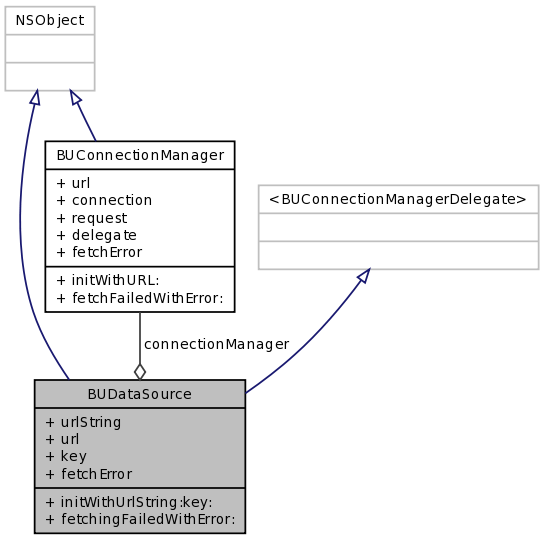 NSObject
BUConnectionManager
+ url
+ connection
+ request
+ delegate
+ fetchError
+ initWithURL:
+ fetchFailedWithError:
<BUConnectionManagerDelegate>
connectionManager
BUDataSource
+ urlString
+ url
+ key
+ fetchError
+ initWithUrlString:key:
+ fetchingFailedWithError: